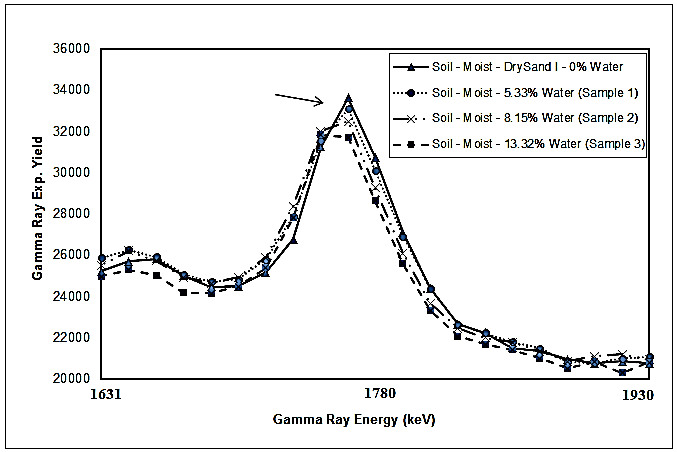 36000
34000
32000
30000
28000
26000
24000
22000
20000
Gamma Ray Exp. Yield
Soil - Moist - DrySand I - 0% Water
Soil - Moist - 5.33% Water (Sample 1)
Soil - Moist - 8.15% Water (Sample 2)
Soil - Moist - 13.32% Water (Sample 3)
1631 1780 1930
Gamma Ray Energy (keV)